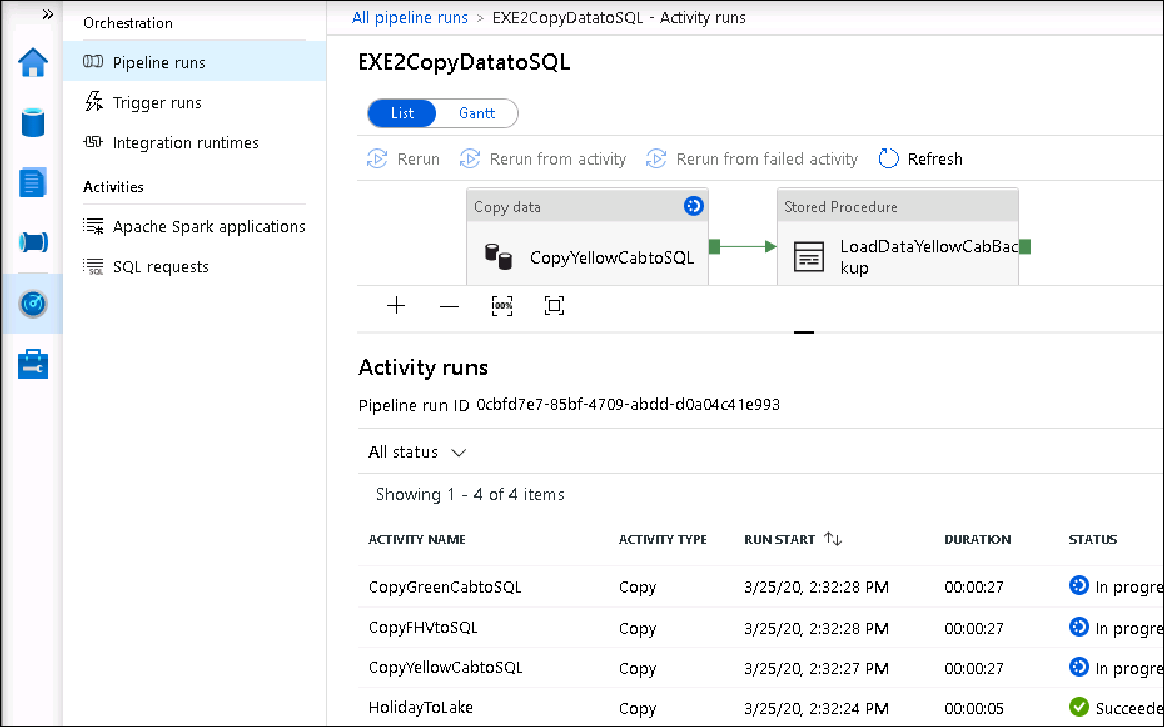 »
Orchestration
Pipeline runs
Trigger runs
Integration runtimes
Activities
Apache Spark applications
SQL requests
All pipeline runs > EXE2CopyDatatoSQL - Activity runs
EXE2CopyDatatoSQL
List Gantt
Rerun Rerun from activity Rerun from failed activity Refresh
Copy data
CopyYellowCabtoSQL
Stored Procedure
LoadDataYellowCabBac
kup
100%
Activity runs
Pipeline run ID 0cbfd7e7-85bf-4709-abdd-d0a04c41e993
All status
Showing 1 - 4 of 4 items
ACTIVITY NAME ACTIVITY TYPE RUN START DURATION STATUS
CopyGreenCabtoSQL Copy 3/25/20, 2:32:28 PM 00:00:27 In progre
CopyFHVtoSQL Copy 3/25/20, 2:32:28 PM 00:00:27 In progre
CopyYellowCabtoSQL Copy 3/25/20, 2:32:27 PM 00:00:27 In progre
HolidayToLake Copy 3/25/20, 2:32:24 PM 00:00:05 Succeede